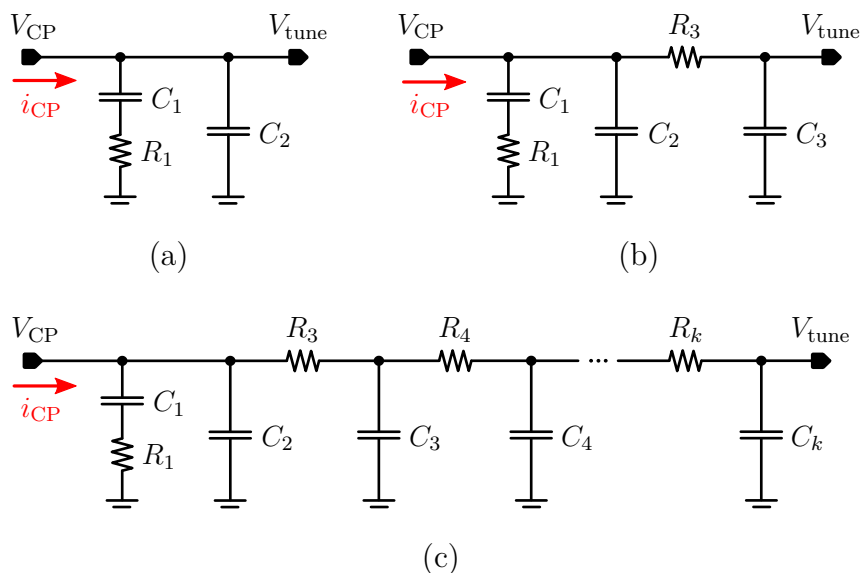 V_CP V_tune V_CP R_3 V_tune
i_CP C_1 C_2 R_1 i_CP C_1 C_2 C_3 R_1
(a) (b)
V_CP R_3 R_4 R_k V_tune
...
i_CP C_1 R_1 C_2 C_3 C_4 C_k
(c)